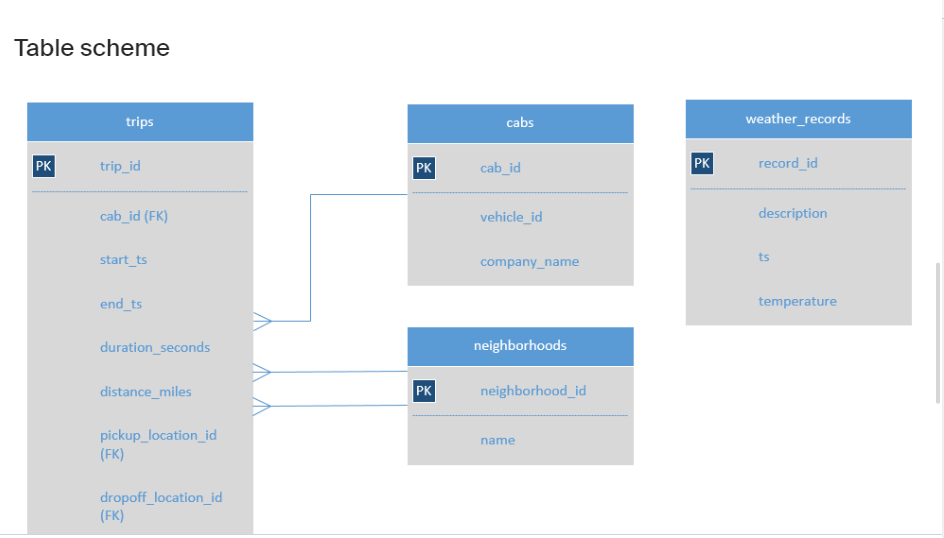 Table scheme
trips
PK trip_id
cab_id (FK)
start_ts
end_ts
duration_seconds
distance_miles
pickup_location_id
(FK)
dropoff_location_id
(FK)
cabs
PK cab_id
vehicle_id
company_name
neighborhoods
PK neighborhood_id
name
weather_records
PK record_id
description
ts
temperature